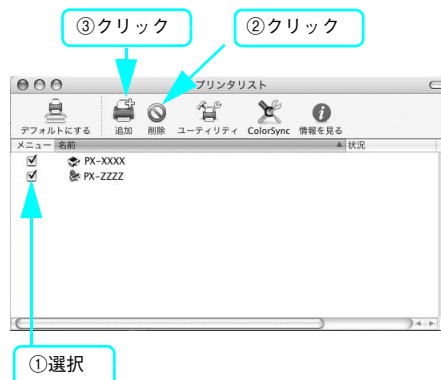 ③クリック
②クリック
プリンタリスト
デフォルトにする 追加 削除 ユーティリティ ColorSync 情報を見る
メニュー 名前 状況
PX-XXXX
PX-ZZZZ
①選択